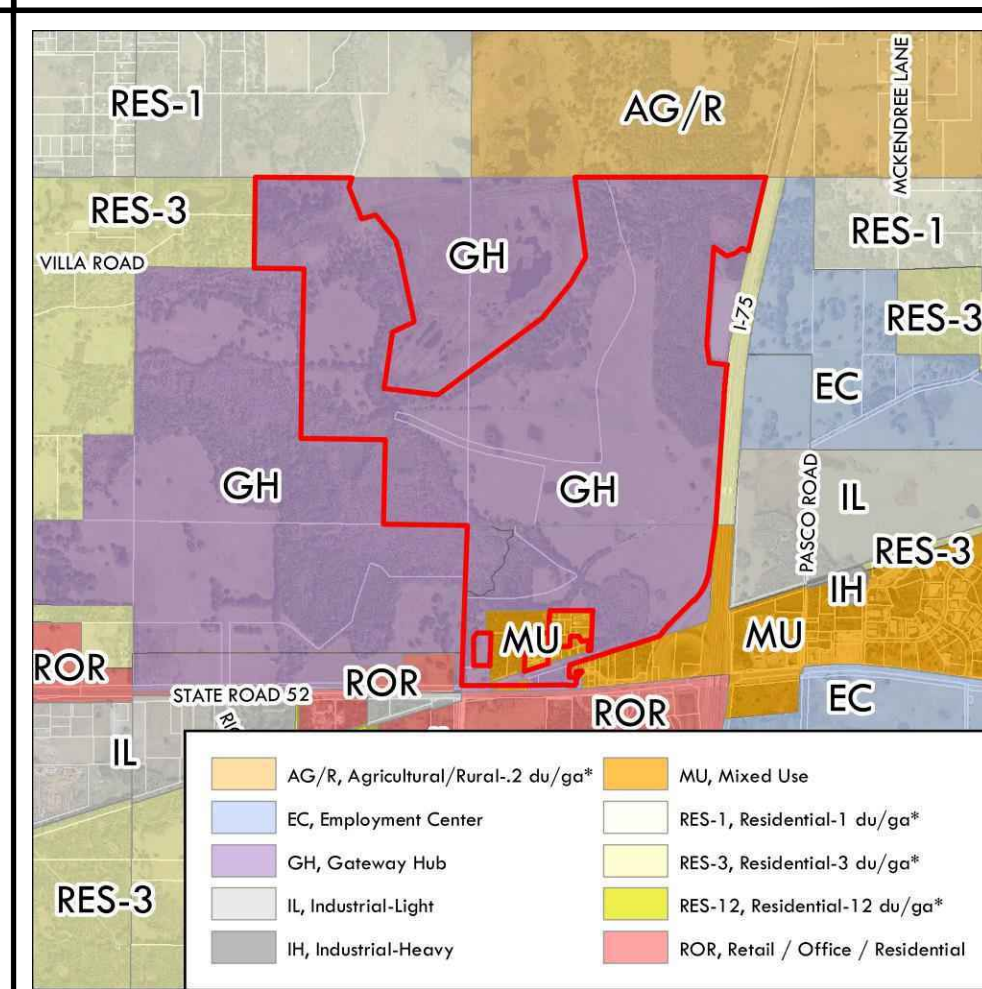 RES-1
AG/R
MCKENDREE LANE
RES-3
GH
RES-1
VILLA ROAD
I-75
RES-3
EC
GH
GH
PASCO ROAD
IL
RES-3
IH
MU
MU
ROR
ROR
STATE ROAD 52
EC
ROR
IL
RES-3
AG/R, Agricultural/Rural-.2 du/ga*
EC, Employment Center
GH, Gateway Hub
IL, Industrial-Light
IH, Industrial-Heavy
MU, Mixed Use
RES-1, Residential-1 du/ga*
RES-3, Residential-3 du/ga*
RES-12, Residential-12 du/ga*
ROR, Retail / Office / Residential